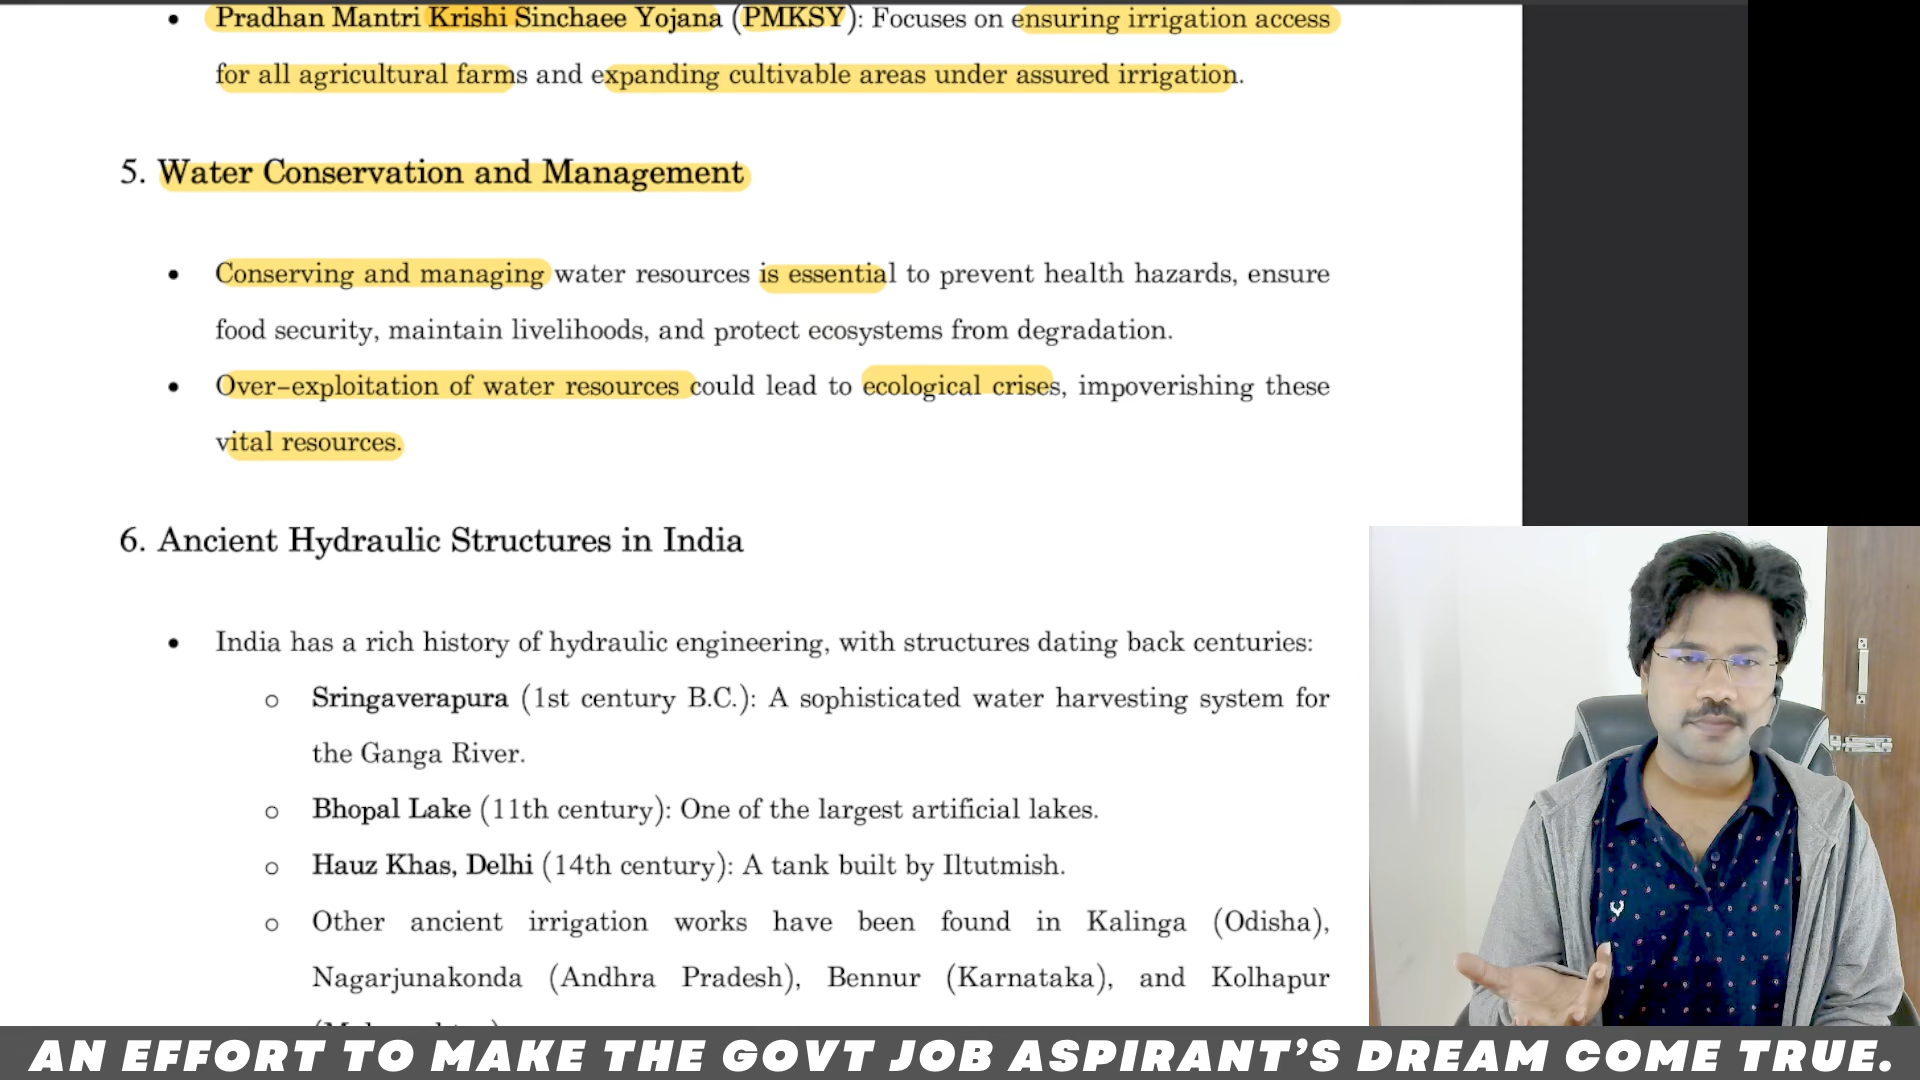 • Pradhan Mantri Krishi Sinchaee Yojana (PMKSY): Focuses on ensuring irrigation access
for all agricultural farms and expanding cultivable areas under assured irrigation.
5. Water Conservation and Management
• Conserving and managing water resources is essential to prevent health hazards, ensure
food security, maintain livelihoods, and protect ecosystems from degradation.
• Over-exploitation of water resources could lead to ecological crises, impoverishing these
vital resources.
6. Ancient Hydraulic Structures in India
• India has a rich history of hydraulic engineering, with structures dating back centuries:
o Sringaverapura (1st century B.C.): A sophisticated water harvesting system for
the Ganga River.
o Bhopal Lake (11th century): One of the largest artificial lakes.
o Hauz Khas, Delhi (14th century): A tank built by Iltutmish.
o Other ancient irrigation works have been found in Kalinga (Odisha),
Nagarjunakonda (Andhra Pradesh), Bennur (Karnataka), and Kolhapur
AN EFFORT TO MAKE THE GOVT JOB ASPIRANT'S DREAM COME TRUE.